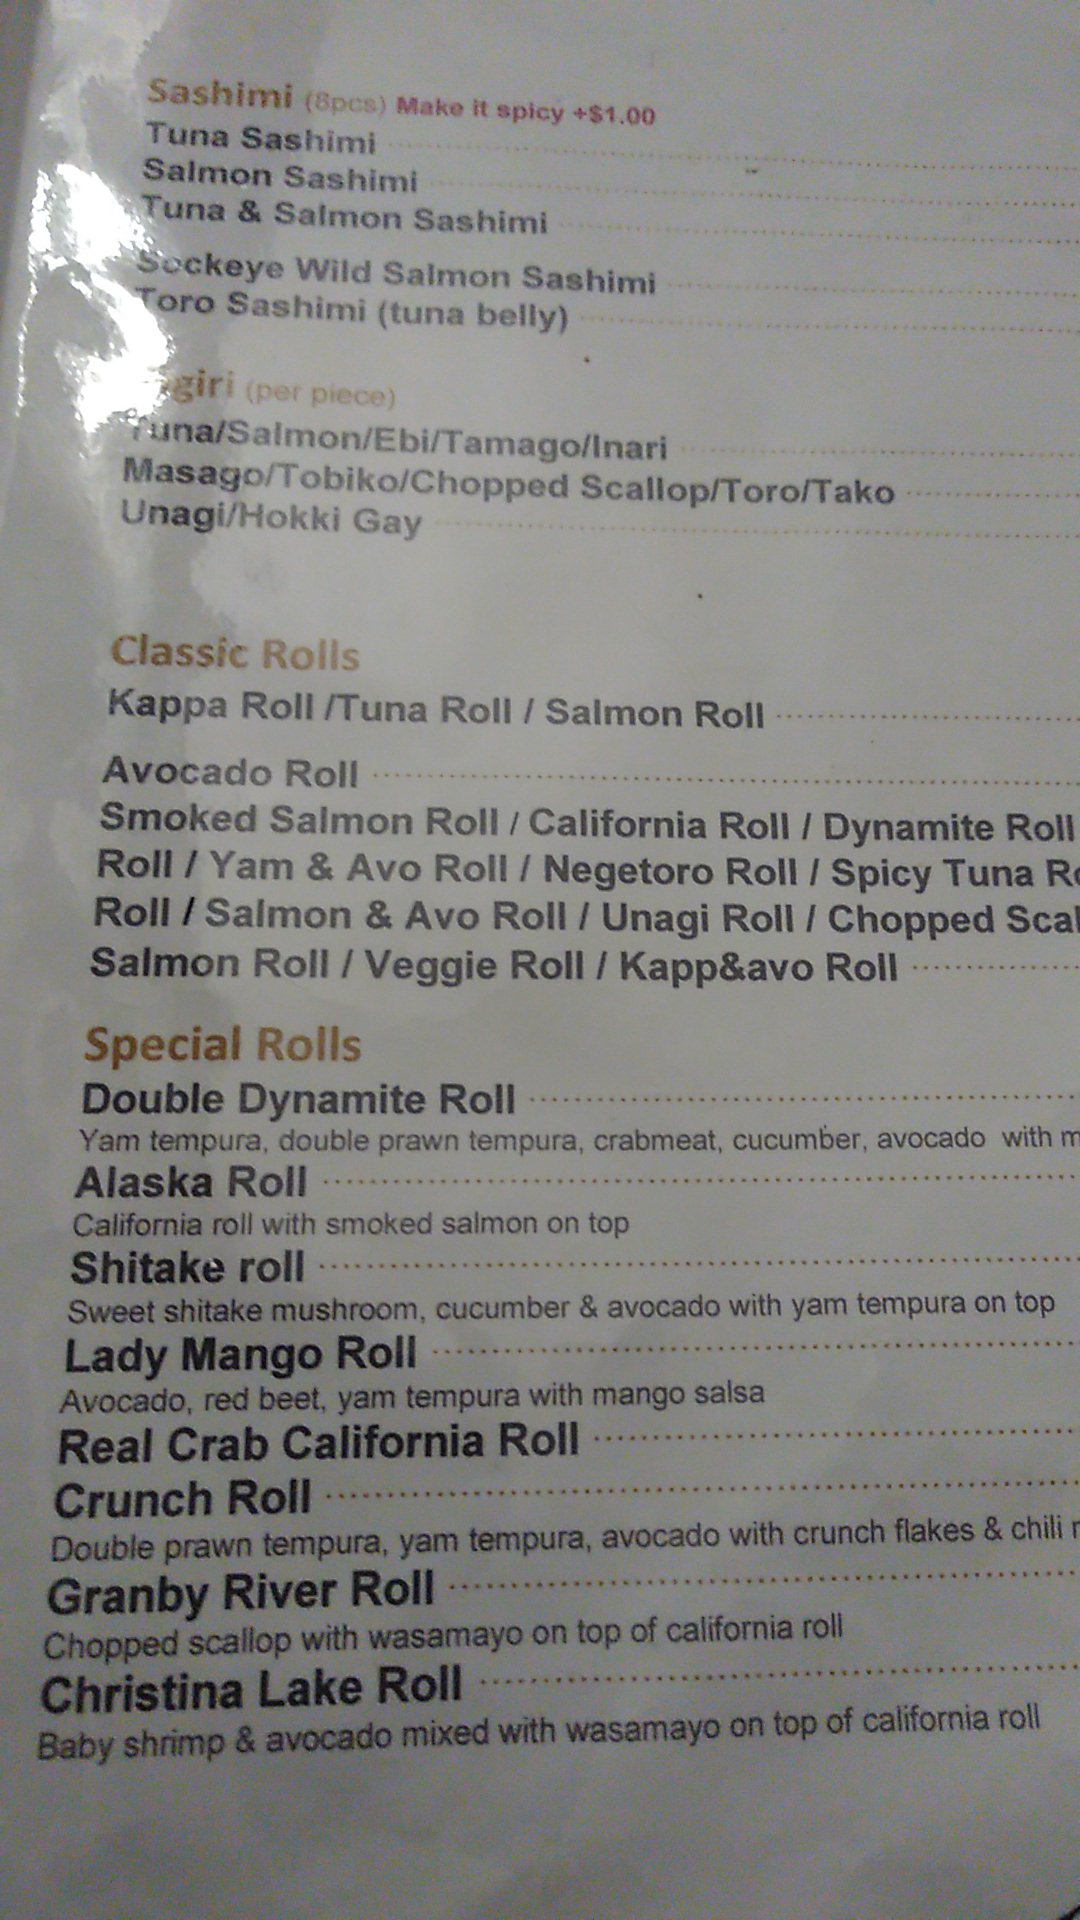 Sashimi (8pcs) Make it spicy +$1.00
Tuna Sashimi
Salmon Sashimi
Tuna & Salmon Sashimi
Sockeye Wild Salmon Sashimi
Toro Sashimi (tuna belly)
(per piece)
Tuna/Salmon/Ebi/Tamago/Inari
Masago/Tobiko/Chopped Scallop/Toro/Tako
Unagi/Hokki Gay
Classic Rolls
Kappa Roll /Tuna Roll / Salmon Roll
Avocado Roll
Smoked Salmon Roll / California Roll / Dynamite Roll
Roll / Yam & Avo Roll / Negetoro Roll / Spicy Tuna
Roll / Salmon & Avo Roll / Unagi Roll / Chopped
Salmon Roll / Veggie Roll / Kapp&avo Roll
Special Rolls
Double Dynamite Roll
Yam tempura, double prawn tempura, crabmeat, cucumber, avocado with
Alaska Roll
California roll with smoked salmon on top
Shitake roll
Sweet shitake mushroom, cucumber & avocado with yam tempura on top
Lady Mango Roll
Avocado, red beet, yam tempura with mango salsa
Real Crab California Roll
Crunch Roll
Double prawn tempura, yam tempura, avocado with crunch flakes & chili
Granby River Roll
Chopped scallop with wasamayo on top of california roll
Christina Lake Roll
Baby shrimp & avocado mixed with wasamayo on top of california roll